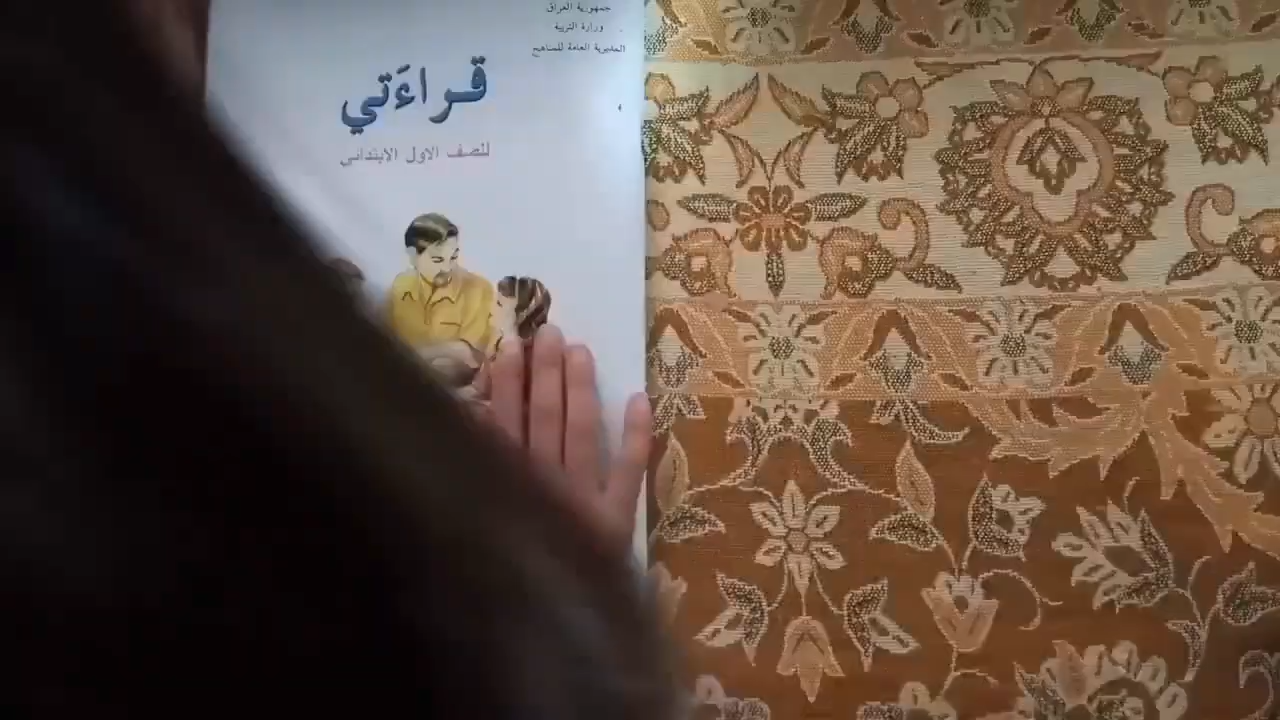 جمهورية العراق
وزارة التربية
المديرية العامة للمناهج
قراءَتي
للصف الاول الابتدائي